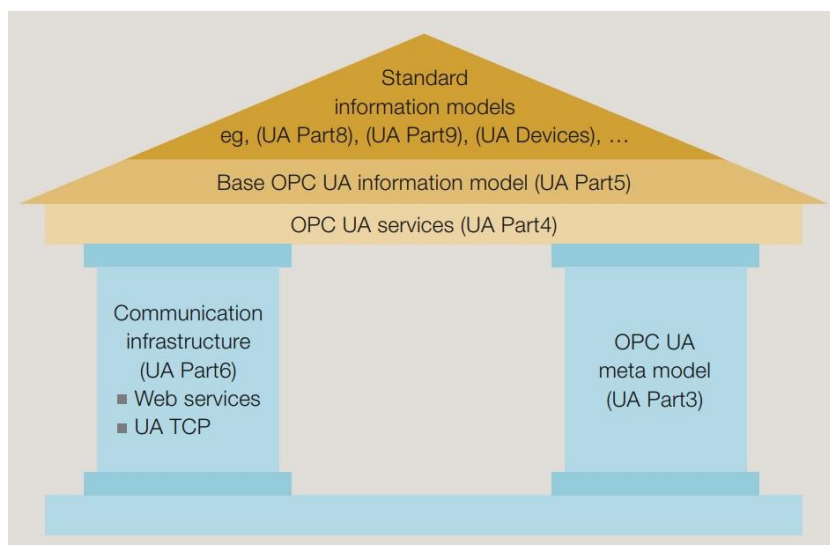 Standard
information models
eg, (UA Part8), (UA Part9), (UA Devices), …
Base OPC UA information model (UA Part5)
OPC UA services (UA Part4)
Communication
infrastructure
(UA Part6)
■ Web services
■ UA TCP
OPC UA
meta model
(UA Part3)